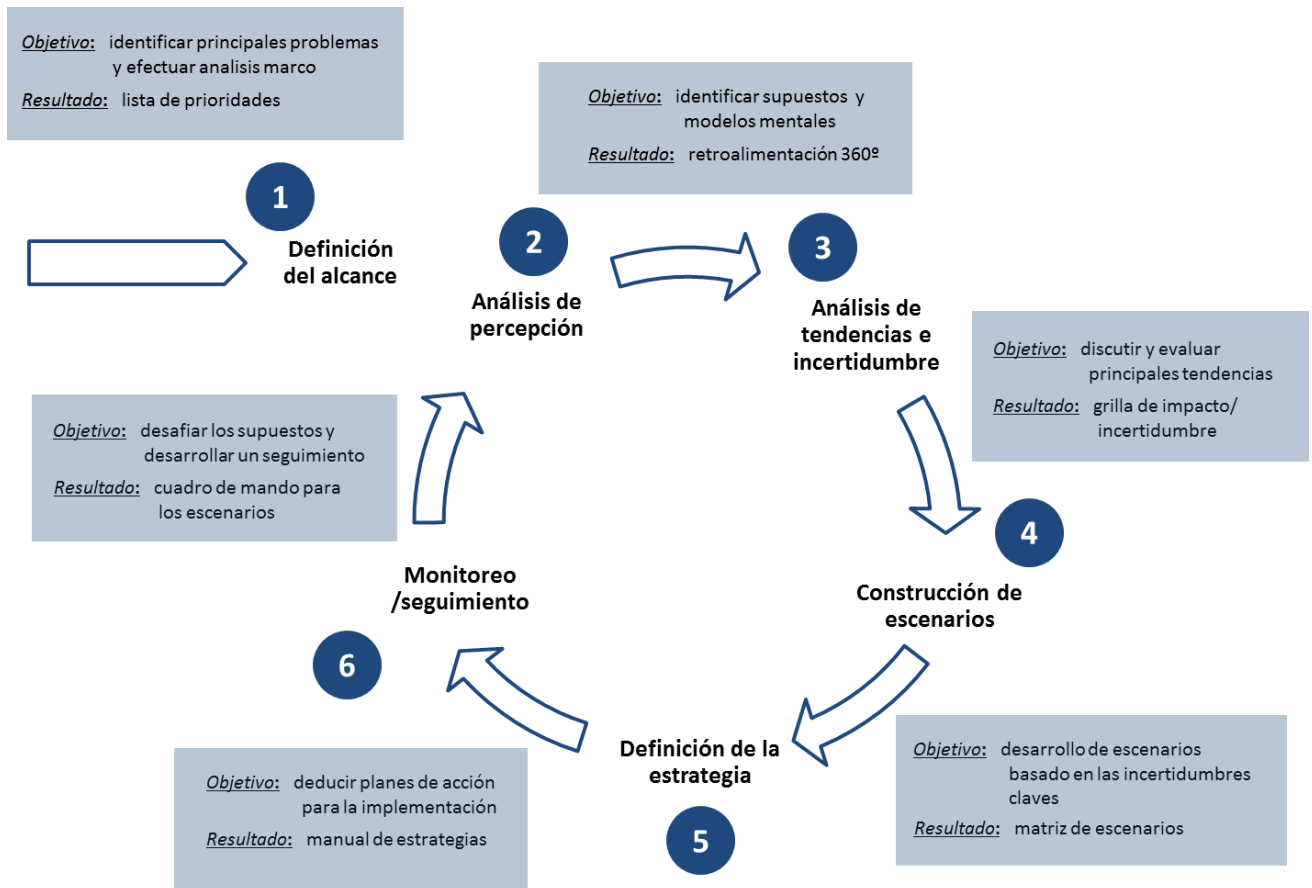 Objetivo: identificar principales problemas
y efectuar analisis marco
Resultado: lista de prioridades
1
Definición
del alcance
Objetivo: identificar supuestos y
modelos mentales
Resultado: retroalimentación 360º
2
Análisis de
percepción
3
Análisis de
tendencias e
incertidumbre
Objetivo: discutir y evaluar
principales tendencias
Resultado: grilla de impacto/
incertidumbre
4
Construcción de
escenarios
Objetivo: desarrollo de escenarios
basado en las incertidumbres
claves
Resultado: matriz de escenarios
Definición de la
estrategia
5
Objetivo: deducir planes de acción
para la implementación
Resultado: manual de estrategias
Monitoreo
/seguimiento
6
Objetivo: desafiar los supuestos y
desarrollar un seguimiento
Resultado: cuadro de mando para
los escenarios